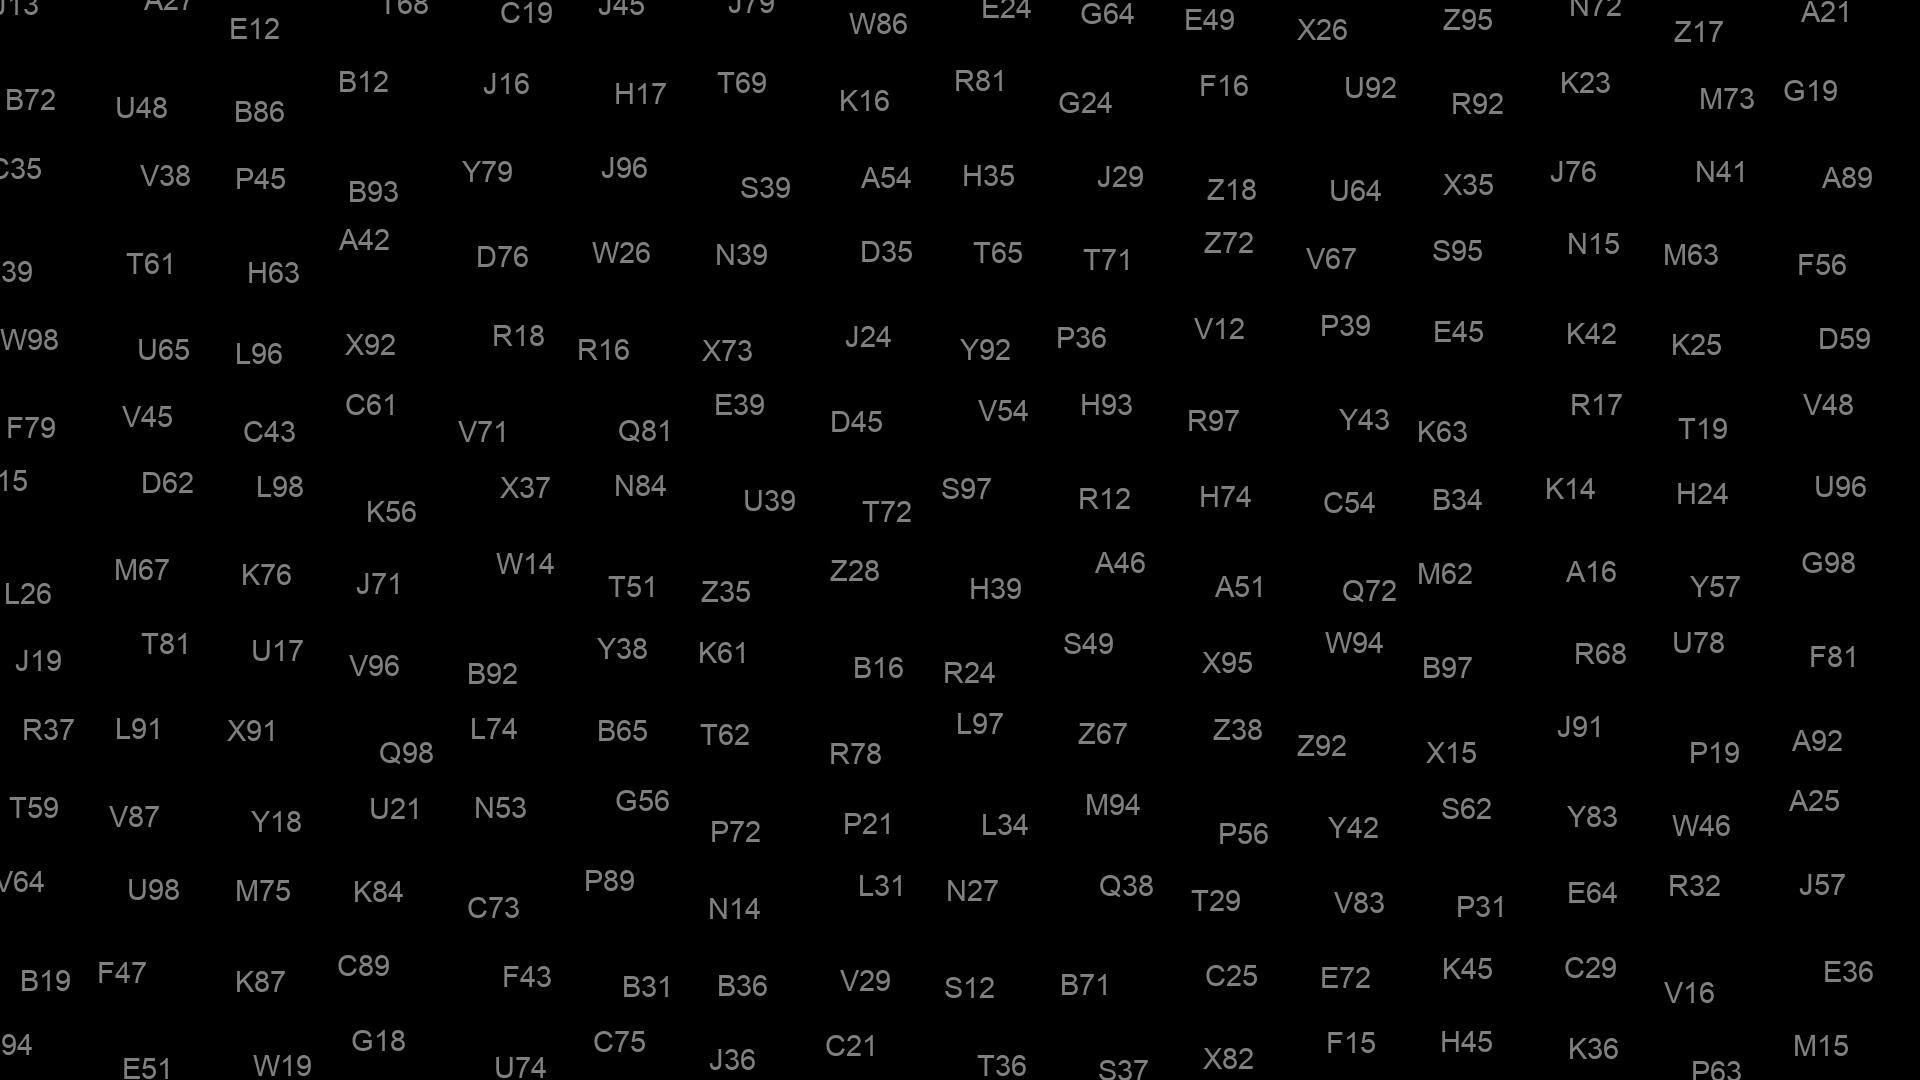 J13 A27 E12 T68 C19 J45 J79 W86 E24 G64 E49 X26 Z95 N72 Z17 A21
B72 U48 B86 B12 J16 H17 T69 K16 R81 G24 F16 U92 R92 K23 M73 G19
C35 V38 P45 B93 Y79 J96 S39 A54 H35 J29 Z18 U64 X35 J76 N41 A89
39 T61 H63 A42 D76 W26 N39 D35 T65 T71 Z72 V67 S95 N15 M63 F56
W98 U65 L96 X92 R18 R16 X73 J24 Y92 P36 V12 P39 E45 K42 K25 D59
F79 V45 C43 C61 V71 Q81 E39 D45 V54 H93 R97 Y43 K63 R17 T19 V48
15 D62 L98 K56 X37 N84 U39 T72 S97 R12 H74 C54 B34 K14 H24 U96
L26 M67 K76 J71 W14 T51 Z35 Z28 H39 A46 A51 Q72 M62 A16 Y57 G98
J19 T81 U17 V96 B92 Y38 K61 B16 R24 S49 X95 W94 B97 R68 U78 F81
R37 L91 X91 Q98 L74 B65 T62 R78 L97 Z67 Z38 Z92 X15 J91 P19 A92
T59 V87 Y18 U21 N53 G56 P72 P21 L34 M94 P56 Y42 S62 Y83 W46 A25
V64 U98 M75 K84 C73 P89 N14 L31 N27 Q38 T29 V83 P31 E64 R32 J57
B19 F47 K87 C89 F43 B31 B36 V29 S12 B71 C25 E72 K45 C29 V16 E36
94 E51 W19 G18 U74 C75 J36 C21 T36 S37 X82 F15 H45 K36 P63 M15